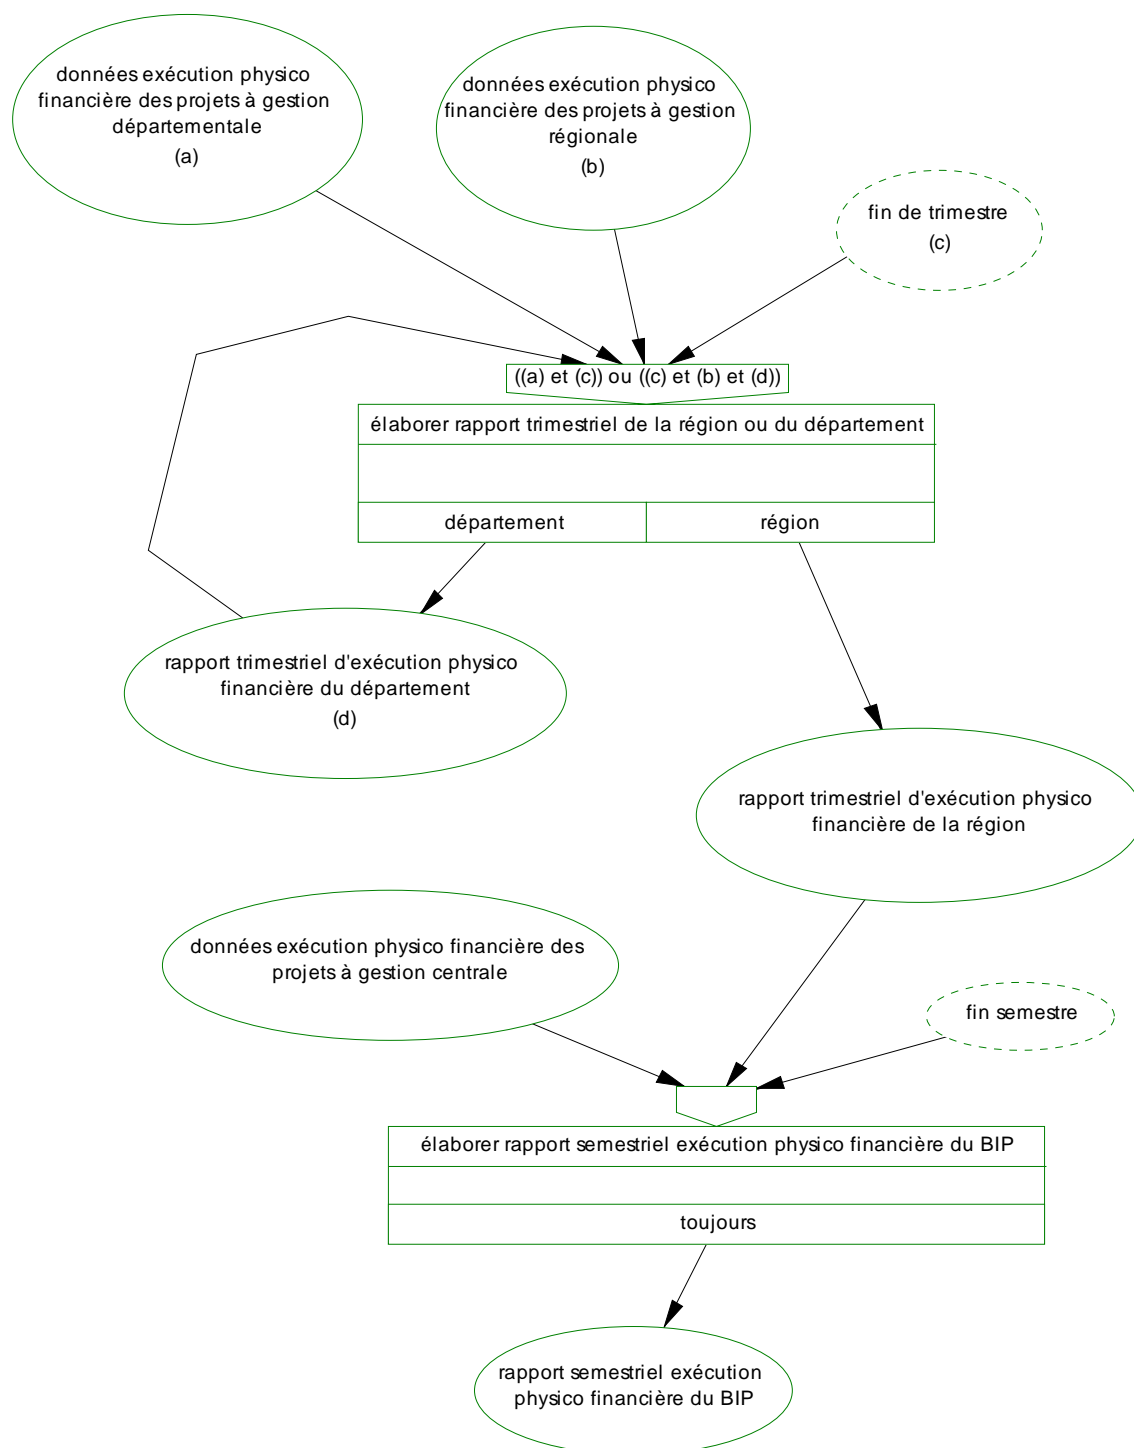 données exécution physico
financière des projets à gestion
départementale
(a)
données exécution physico
financière des projets à gestion
régionale
(b)
fin de trimestre
(c)
((a) et (c)) ou ((c) et (b) et (d))
élaborer rapport trimestriel de la région ou du département
département
région
rapport trimestriel d'exécution physico
financière du département
(d)
rapport trimestriel d'exécution physico
financière de la région
données exécution physico financière des
projets à gestion centrale
fin semestre
élaborer rapport semestriel exécution physico financière du BIP
toujours
rapport semestriel exécution
physico financière du BIP